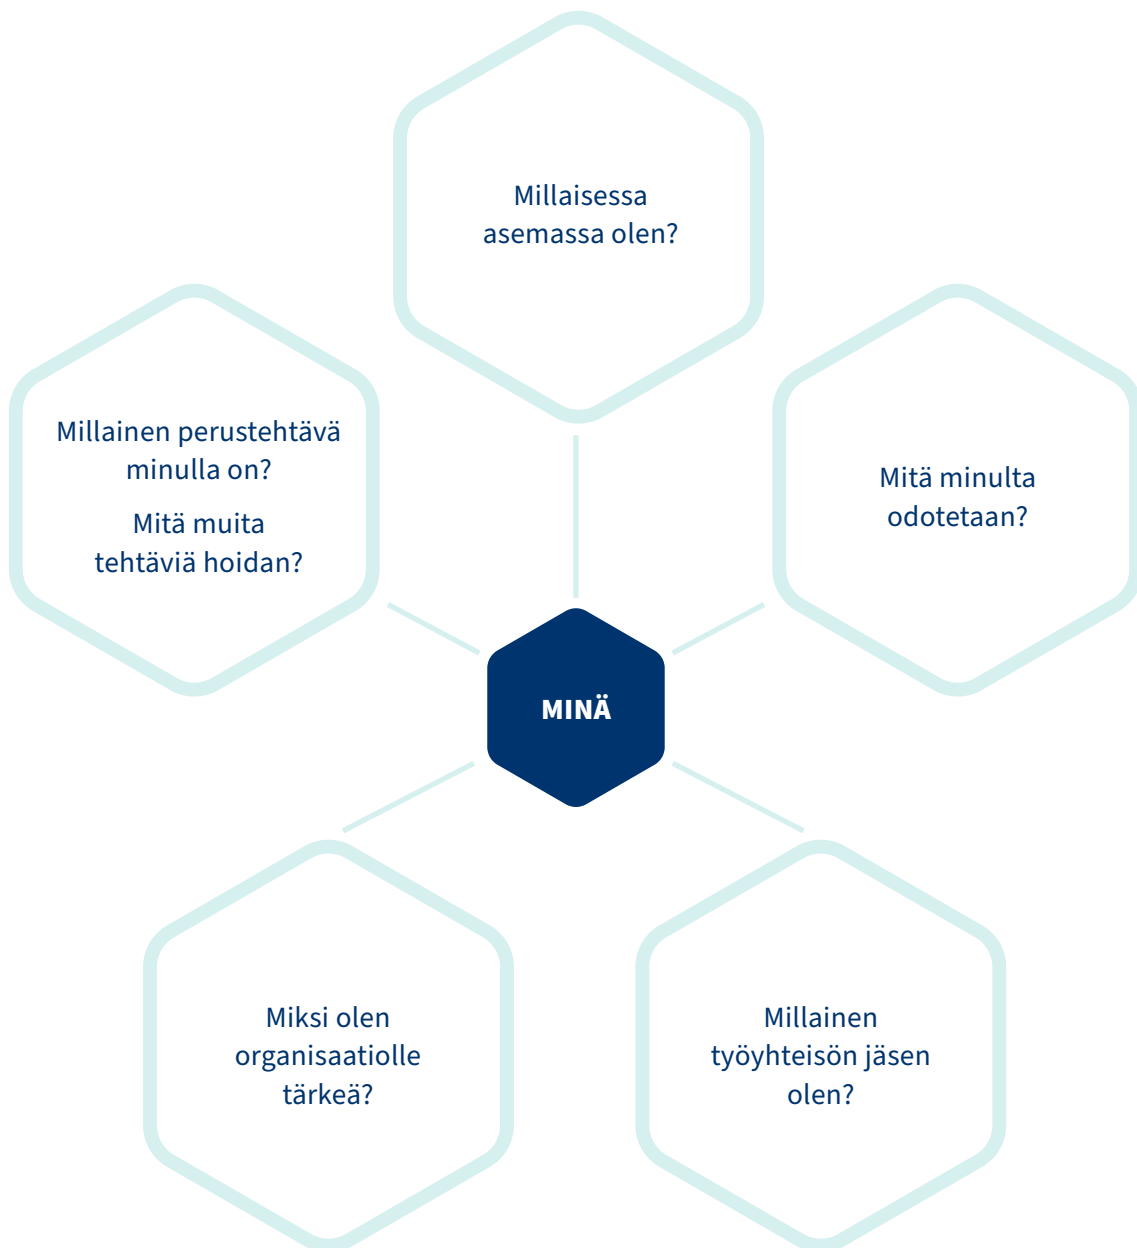 Millaisessa
asemassa olen?
Millainen perustehtävä
minulla on?
Mitä muita
tehtäviä hoidan?
Mitä minulta
odotetaan?
MINÄ
Miksi olen
organisaatiolle
tärkeä?
Millainen
työyhteisön jäsen
olen?